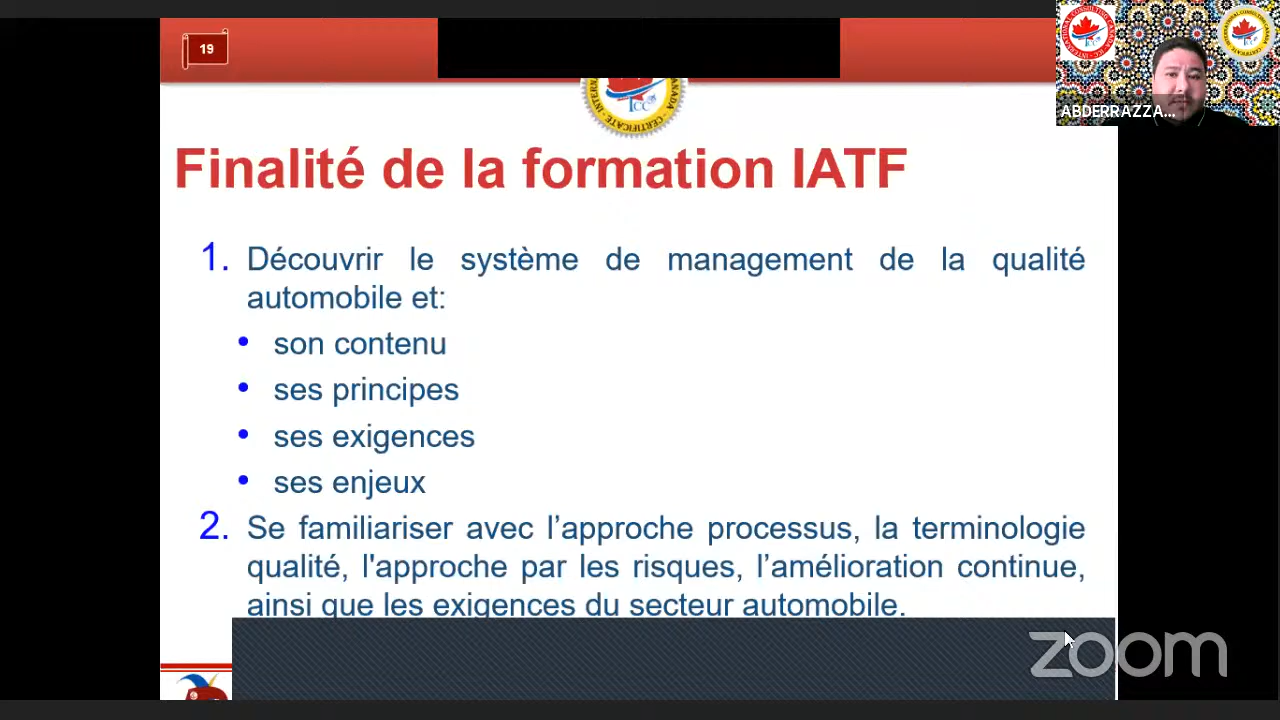 19
ABDERRAZZA...
CERTIFICATE
Finalité de la formation IATF
1. Découvrir le système de management de la qualité
automobile et:
• son contenu
• ses principes
• ses exigences
• ses enjeux
2. Se familiariser avec l’approche processus, la terminologie
qualité, l'approche par les risques, l’amélioration continue,
ainsi que les exigences du secteur automobile.
zoom